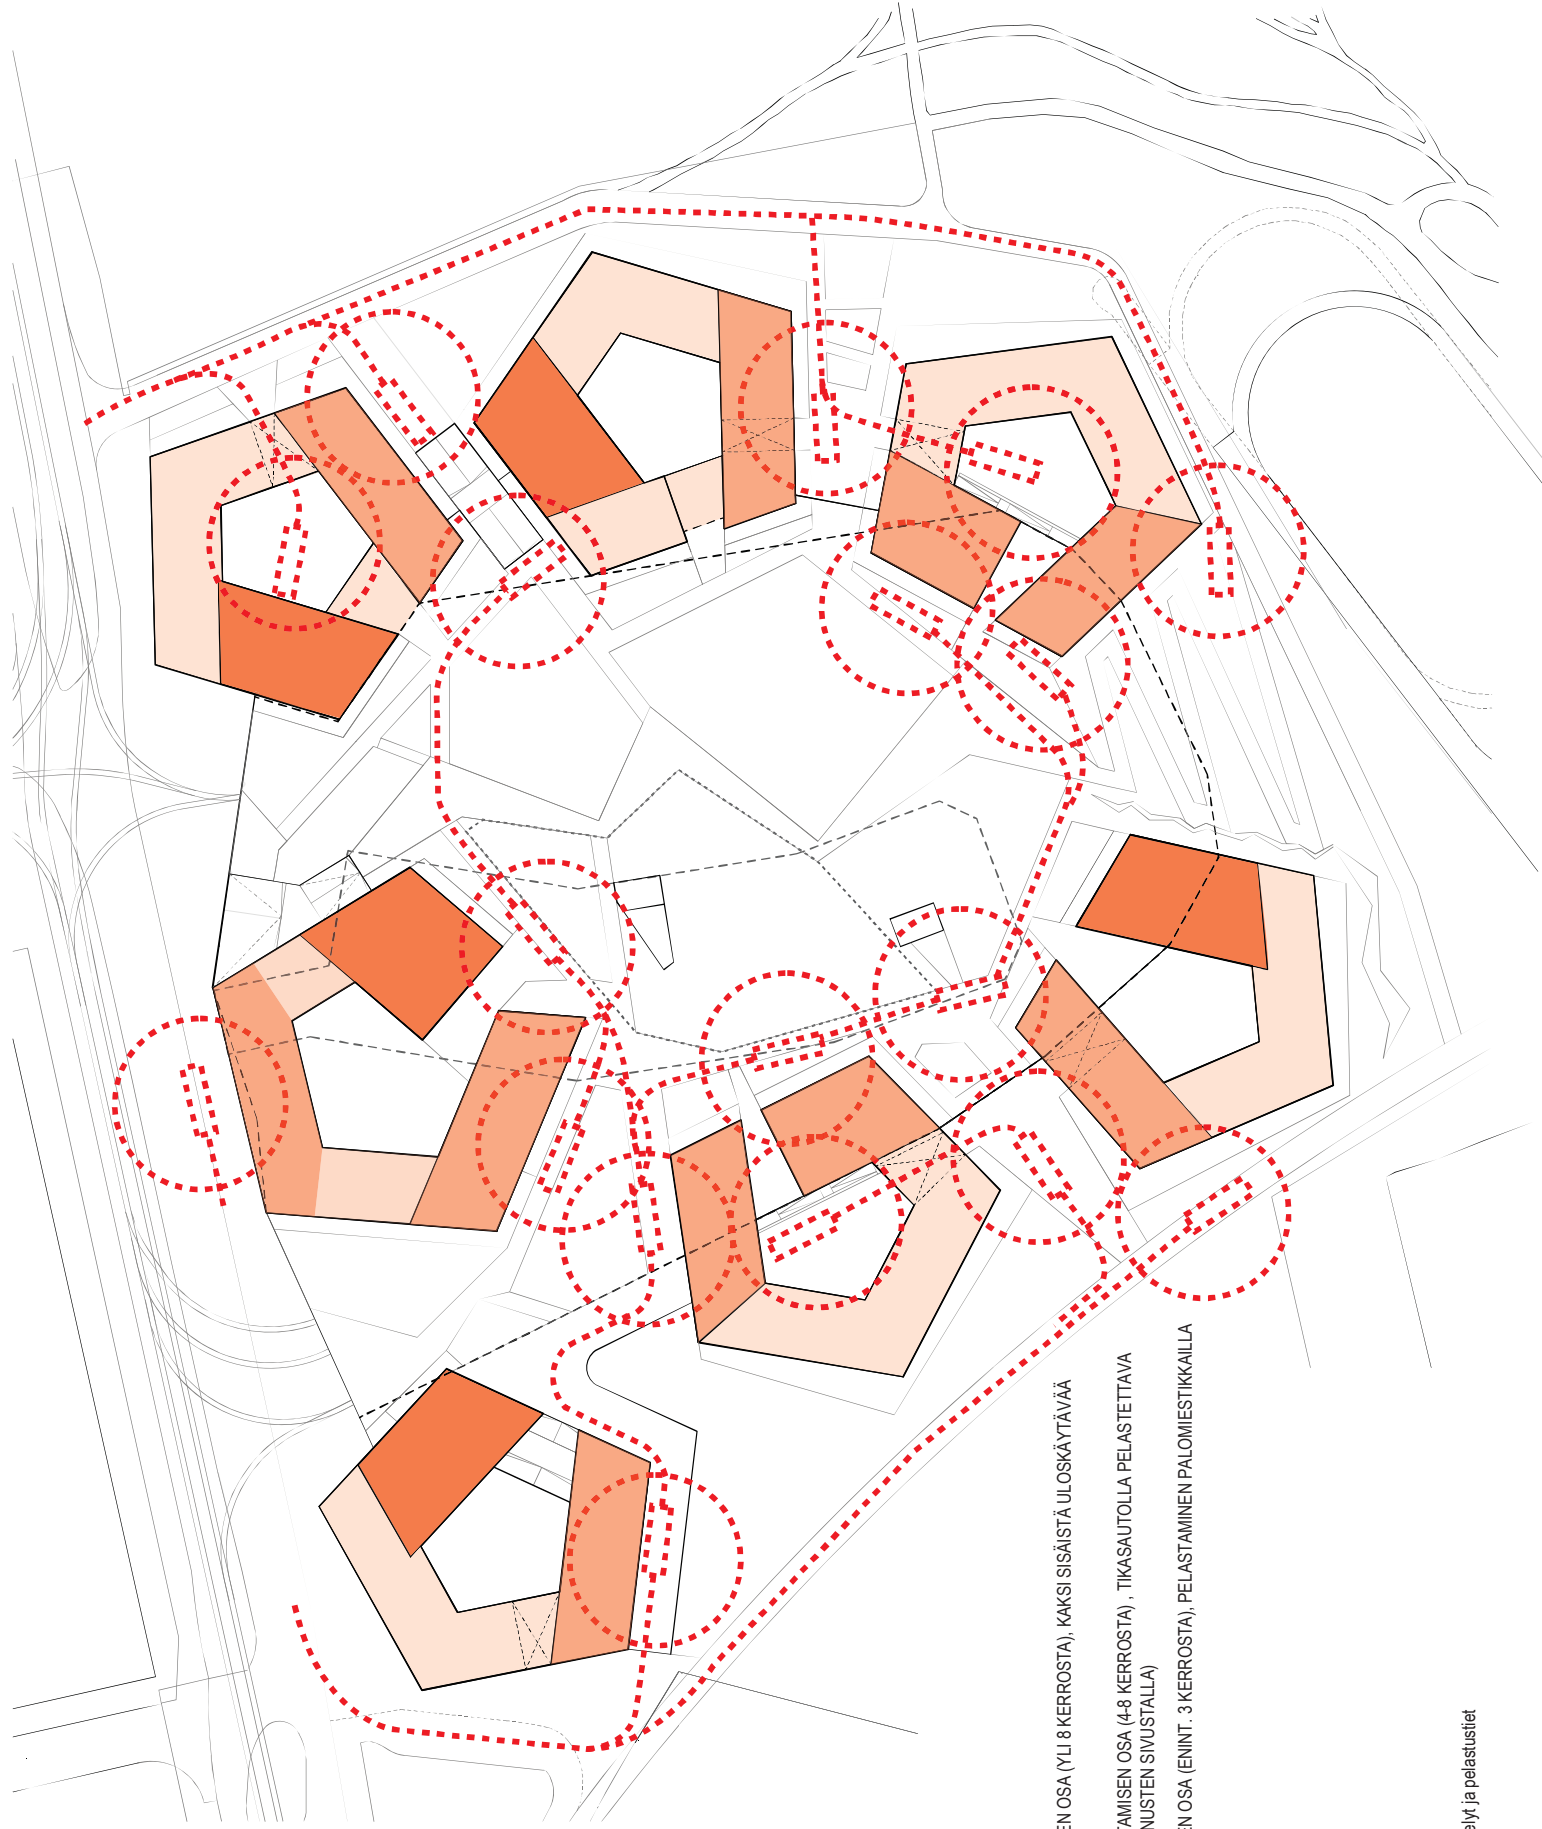 EN OSA (YLI 8 KERROSTA), KAKSI SISÄISTÄ ULOSKÄYTÄVÄÄ
TAMISEN OSA (4-8 KERROSTA) , TIKASAUTOLLA PELASTETTAVA
NUSTEN SIVUSTALLA)
EN OSA (ENINT. 3 KERROSTA), PELASTAMINEN PALOMIESTIKKAILLA
elyt ja pelastustiet